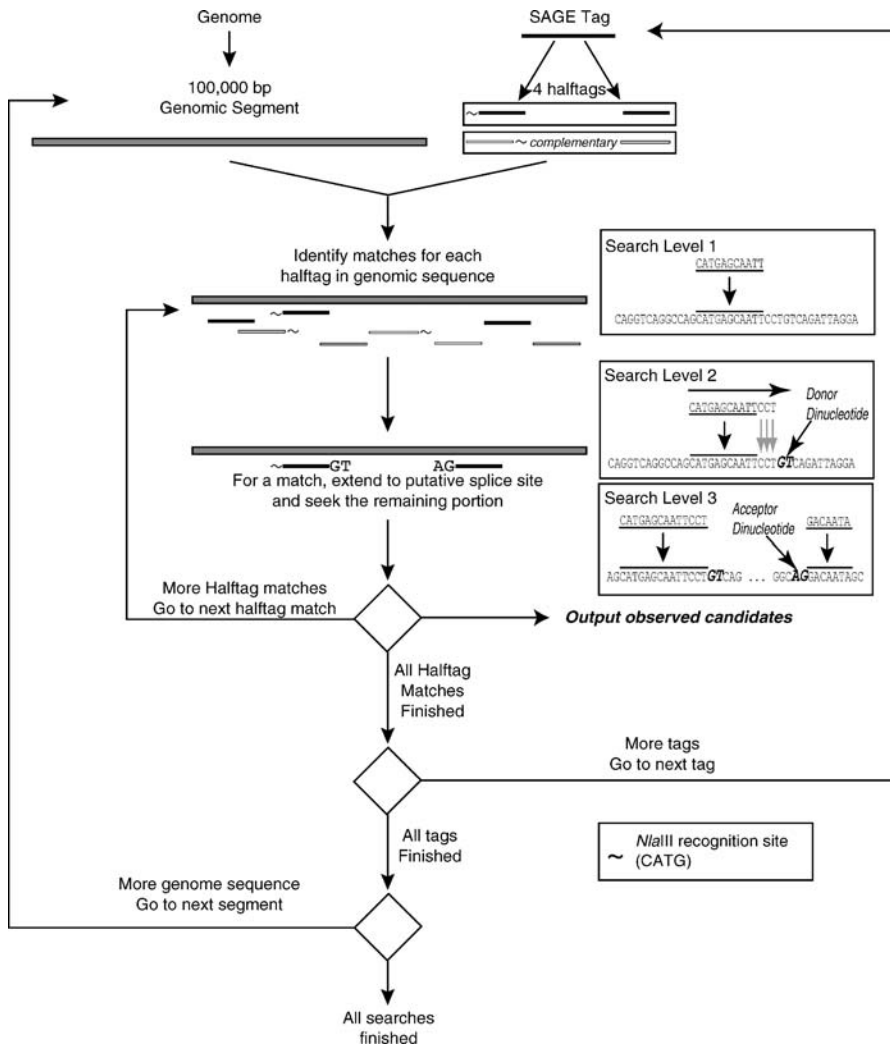 Genome
SAGE Tag
100,000 bp
Genomic Segment
4 halftags
~
~ complementary
Identify matches for each
halftag in genomic sequence
~
~
~
Search Level 1
CATGAGCAATT
CAGGTCAGGCCAGCATGAGCAATTCCTGTCAGATTAGGA
Search Level 2
CATGAGCAATTCCT
Donor
Dinucleotide
CAGGTCAGGCCAGCATGAGCAATTCCTGTCAGATTAGGA
~ GT AG
For a match, extend to putative splice site
and seek the remaining portion
Search Level 3
Acceptor
Dinucleotide
CATGAGCAATTCCT
GACAATA
AGCATGAGCAATTCCTGTCAG ... GGCAGGACAATAGC
More Halftag matches
Go to next halftag match
Output observed candidates
All Halftag
Matches
Finished
More tags
Go to next tag
All tags
Finished
~ NlaIII recognition site
(CATG)
More genome sequence
Go to next segment
All searches
finished